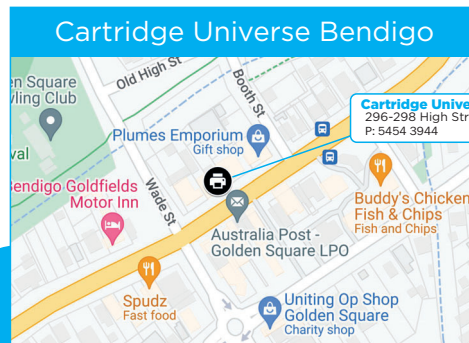 Cartridge Universe Bendigo
Old High St
Booth St
en Square
ling Club
val
Plumes Emporium
Gift shop
Cartridge Unive
296-298 High Str
P: 5454 3944
Bendigo Goldfields
Motor Inn
Wade St
Buddy's Chicken
Fish & Chips
Fish and Chips
Australia Post -
Golden Square LPO
Spudz
Fast food
Uniting Op Shop
Golden Square
Charity shop